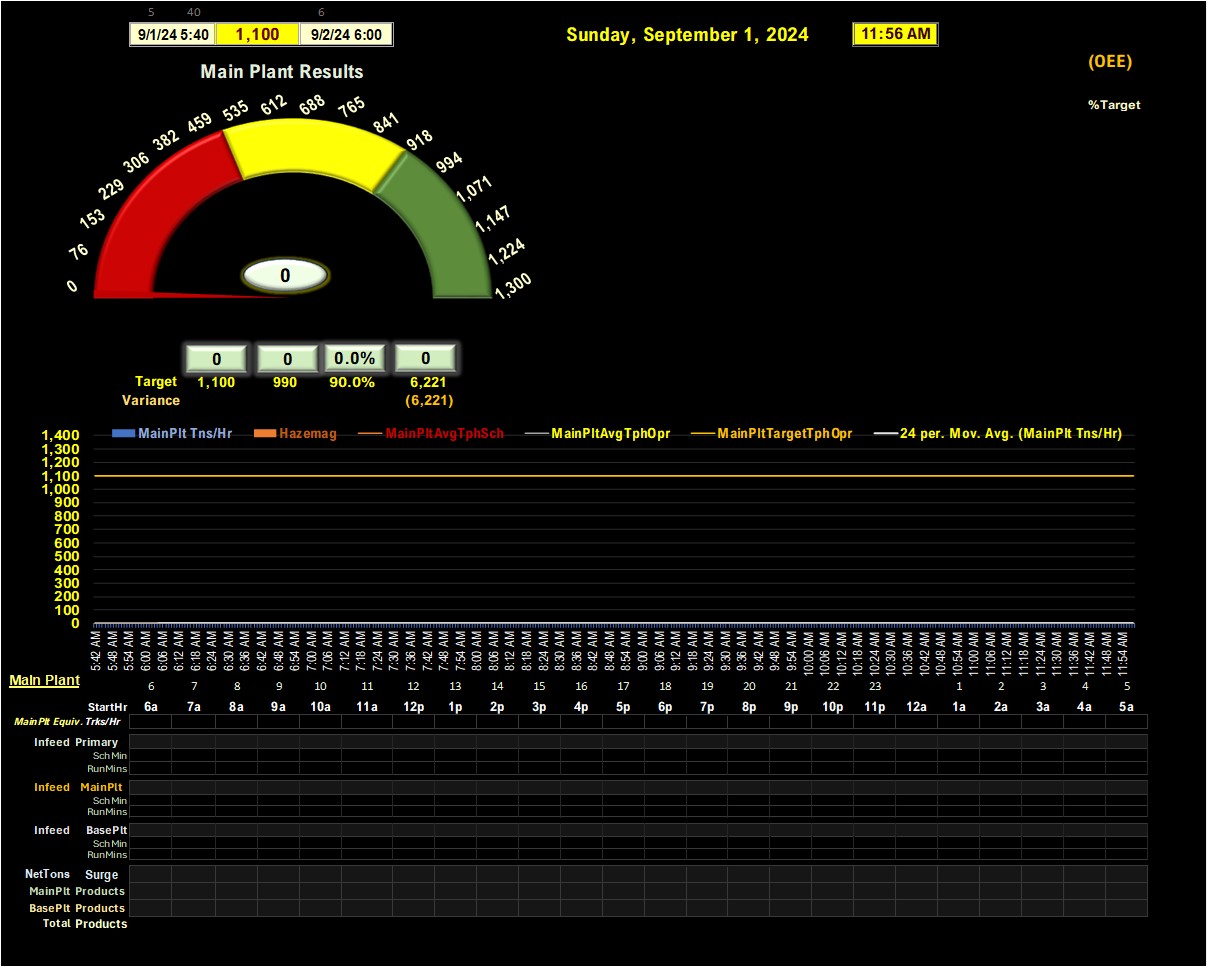 5 40 6
9/1/24 5:40 1,100 9/2/24 6:00 Sunday, September 1, 2024 11:56 AM
(OEE)
Main Plant Results
%Target
0 76 153 229 306 382 459 535 612 688 765 841 918 994 1,071 1,147 1,224 1,300
0
0 0 0.0% 0
Target 1,100 990 90.0% 6,221
Variance (6,221)
MainPlt Tns/Hr Hazemag MainPltAvgTphSch MainPltAvgTphOpr MainPltTargetTphOpr 24 per. Mov. Avg. (MainPlt Tns/Hr)
1,400
1,300
1,200
1,100
1,000
900
800
700
600
500
400
300
200
100
0
5:42 AM 5:48 AM 5:54 AM 6:00 AM 6:06 AM 6:12 AM 6:18 AM 6:24 AM 6:30 AM 6:36 AM 6:42 AM 6:48 AM 6:54 AM 7:00 AM 7:06 AM 7:12 AM 7:18 AM 7:24 AM 7:30 AM 7:36 AM 7:42 AM 7:48 AM 7:54 AM 8:00 AM 8:06 AM 8:12 AM 8:18 AM 8:24 AM 8:30 AM 8:36 AM 8:42 AM 8:48 AM 8:54 AM 9:00 AM 9:06 AM 9:12 AM 9:18 AM 9:24 AM 9:30 AM 9:36 AM 9:42 AM 9:48 AM 9:54 AM 10:00 AM 10:06 AM 10:12 AM 10:18 AM 10:24 AM 10:30 AM 10:36 AM 10:42 AM 10:48 AM 10:54 AM 11:00 AM 11:06 AM 11:12 AM 11:18 AM 11:24 AM 11:30 AM 11:36 AM 11:42 AM 11:48 AM 11:54 AM
Main Plant
6 7 8 9 10 11 12 13 14 15 16 17 18 19 20 21 22 23 1 2 3 4 5
StartHr 6a 7a 8a 9a 10a 11a 12p 1p 2p 3p 4p 5p 6p 7p 8p 9p 10p 11p 12a 1a 2a 3a 4a 5a
MainPlt Equiv. Trks/Hr
Infeed Primary
Sch Min
RunMins
Infeed MainPlt
Sch Min
RunMins
Infeed BasePlt
Sch Min
RunMins
NetTons Surge
MainPlt Products
BasePlt Products
Total Products